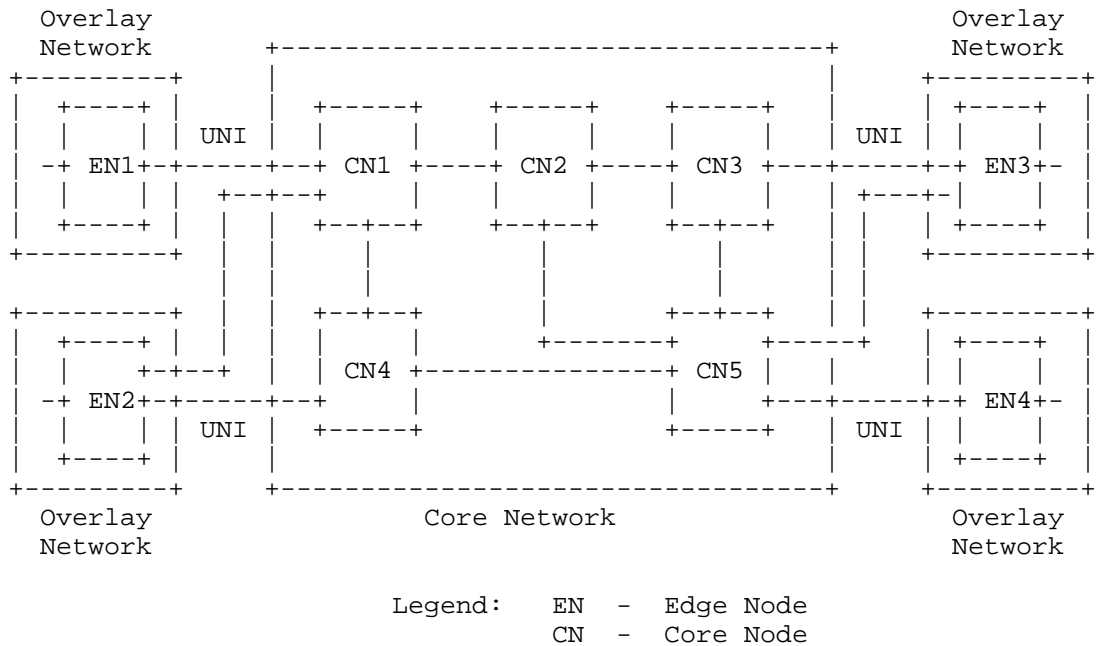 Overlay Overlay
Network Network
UNI UNI
EN1 CN1 CN2 CN3 EN3
CN4 CN5
EN2 EN4
UNI UNI
Overlay Core Network Overlay
Network Network
Legend: EN - Edge Node
CN - Core Node